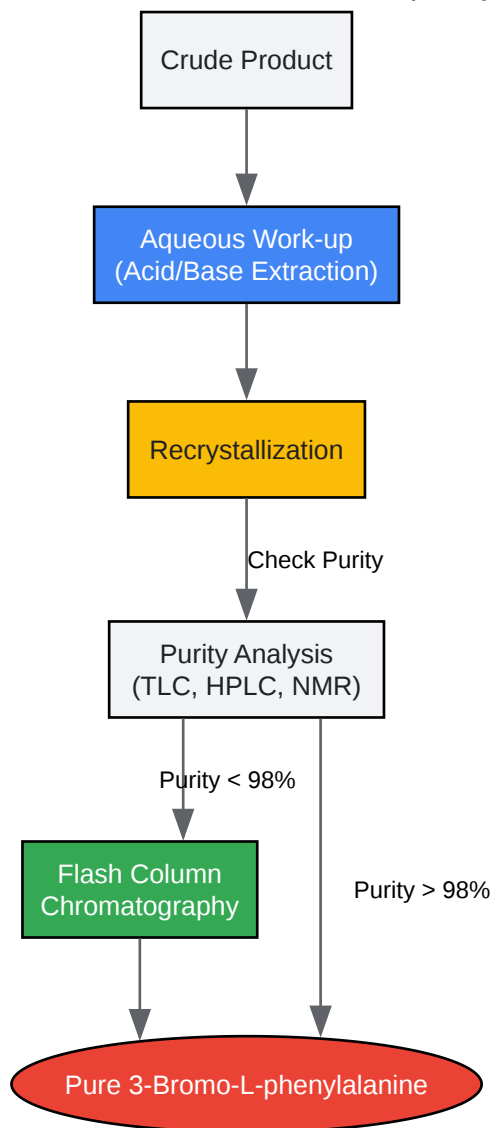 Crude Product
Aqueous Work-up
(Acid/Base Extraction)
Recrystallization
Check Purity
Purity Analysis
(TLC, HPLC, NMR)
Purity < 98%
Flash Column
Chromatography
Purity > 98%
Pure 3-Bromo-L-phenylalanine